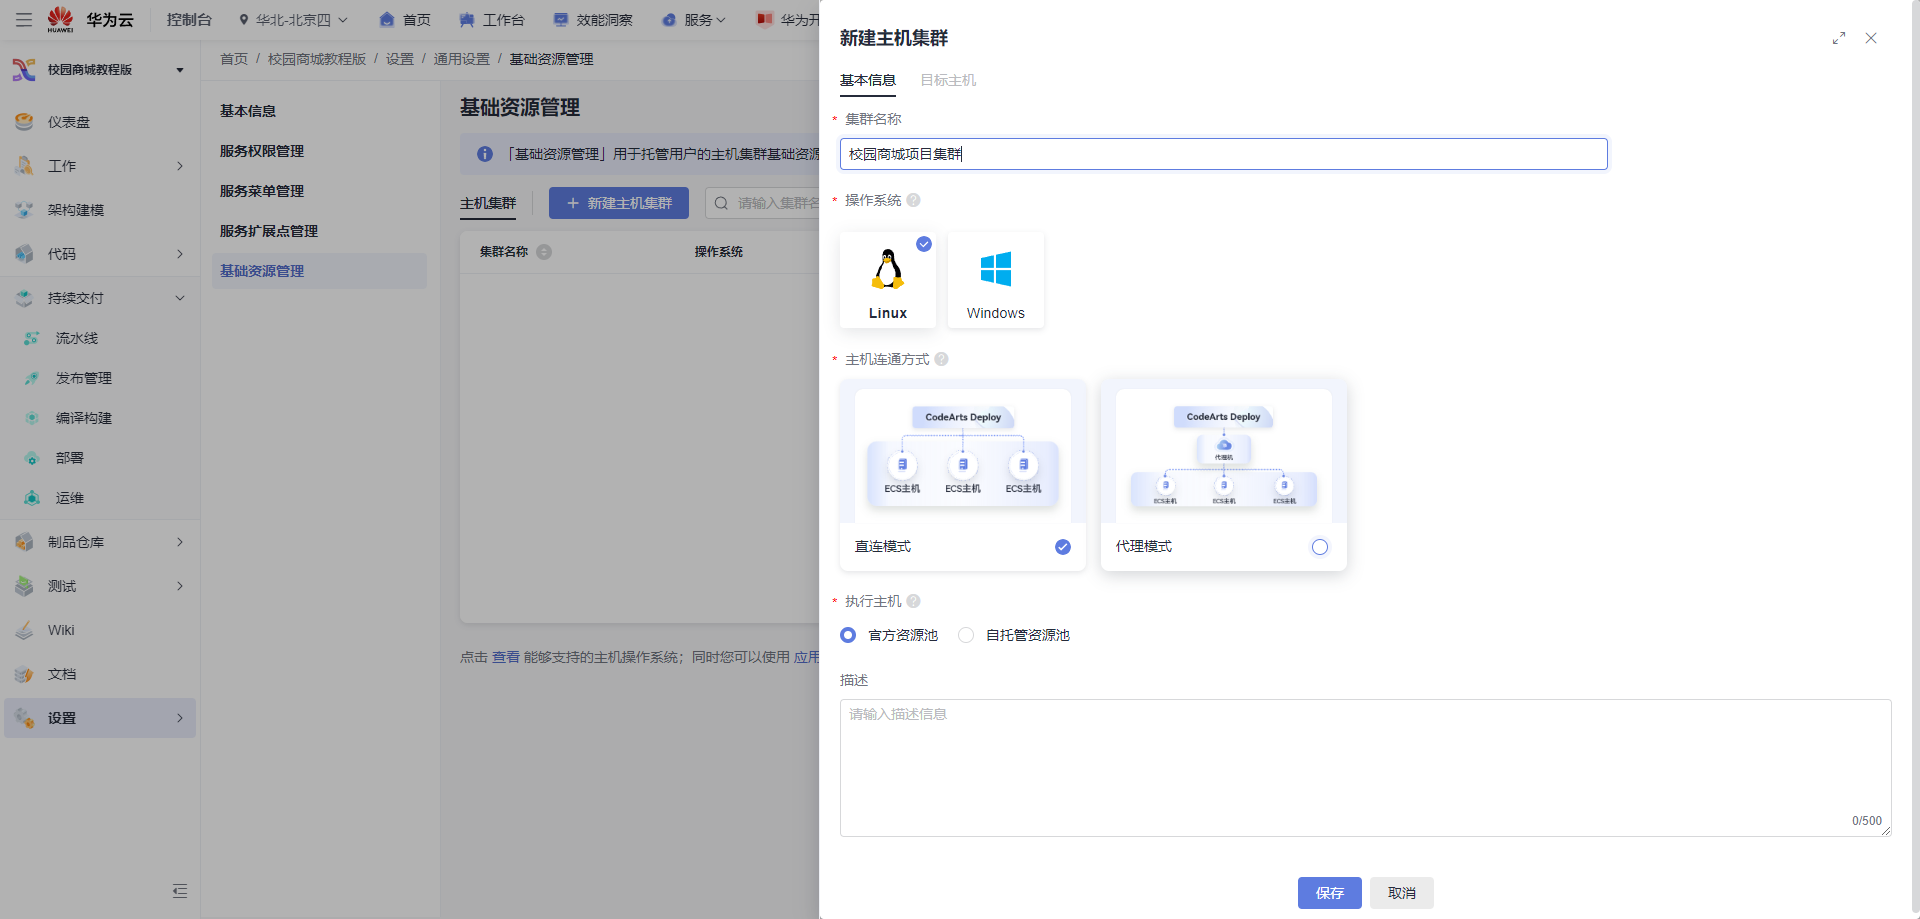 HUAWEI
华为云
控制台
华北-北京四
首页
工作台
效能洞察
服务
华为开
校园商城教程版
仪表盘
工作
架构建模
代码
持续交付
流水线
发布管理
编译构建
部署
运维
制品仓库
测试
Wiki
文档
设置
首页 / 校园商城教程版 / 设置 / 通用设置 / 基础资源管理
基本信息
服务权限管理
服务菜单管理
服务扩展点管理
基础资源管理
基础资源管理
「基础资源管理」用于托管用户的主机集群基础资源
主机集群
新建主机集群
请输入集群名
集群名称
操作系统
点击 查看 能够支持的主机操作系统；同时您可以使用 应用
新建主机集群
基本信息
目标主机
* 集群名称
校园商城项目集群
* 操作系统
Linux
Windows
* 主机连通方式
CodeArts Deploy
ECS主机
ECS主机
ECS主机
直连模式
CodeArts Deploy
代理机
ECS主机
ECS主机
ECS主机
代理模式
* 执行主机
官方资源池
自托管资源池
描述
请输入描述信息
0/500
保存
取消